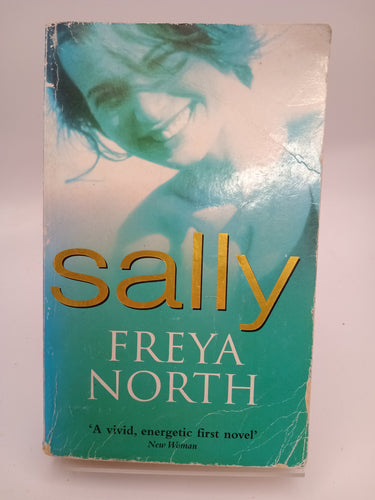 sally
FREYA
NORTH
‘A vivid, energetic first novel’
New Woman